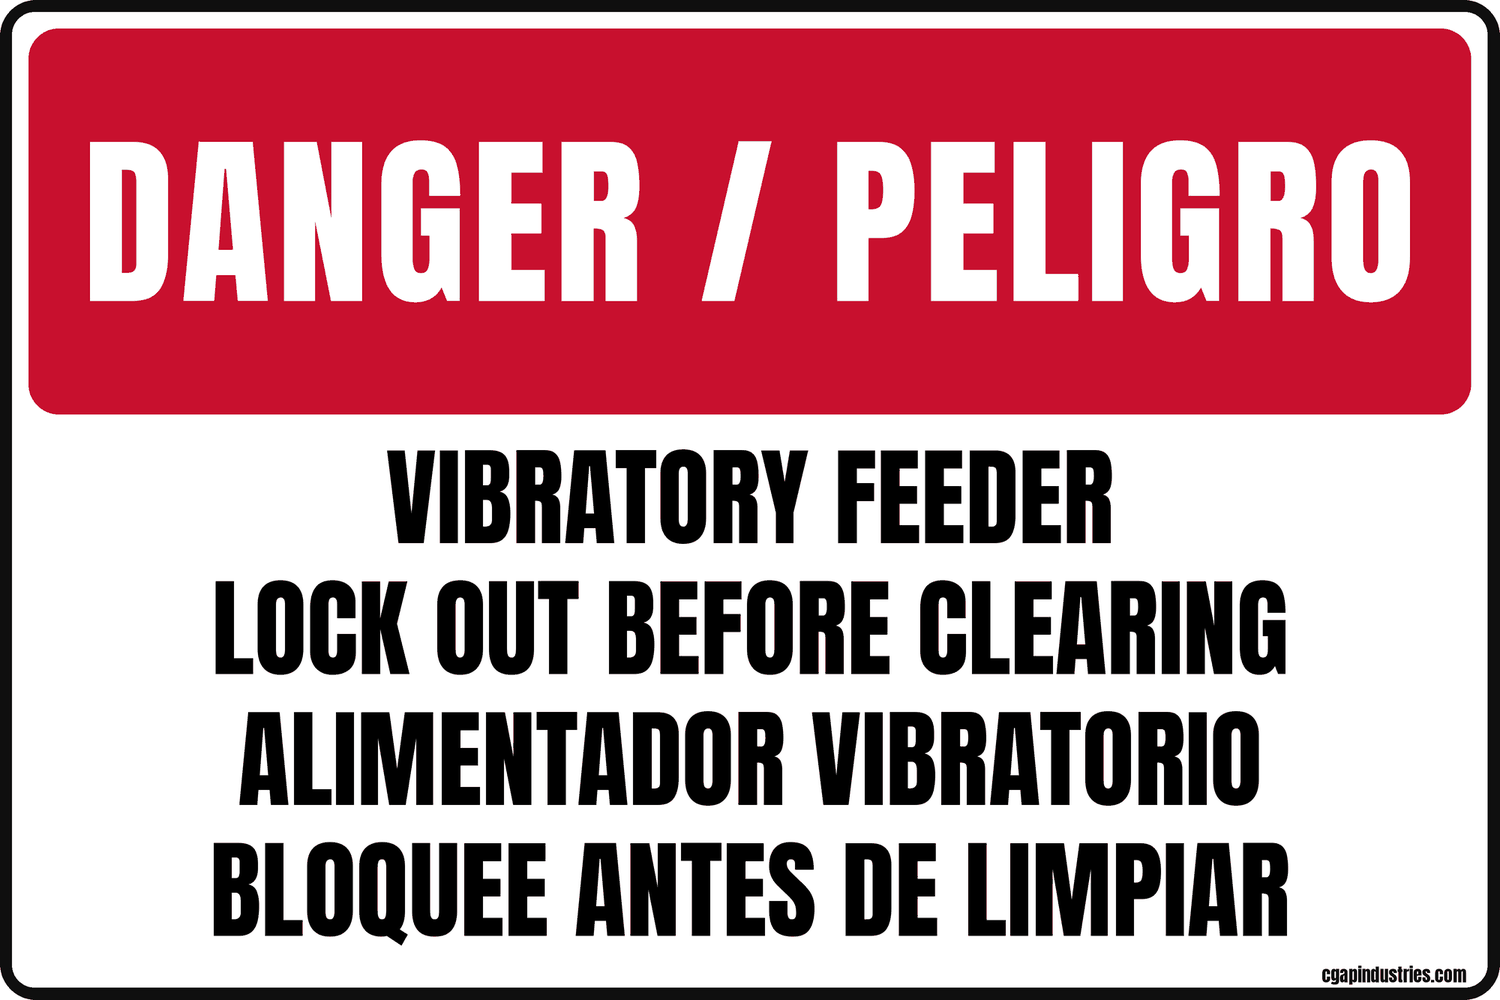 DANGER / PELIGRO
VIBRATORY FEEDER
LOCK OUT BEFORE CLEARING
ALIMENTADOR VIBRATORIO
BLOQUEE ANTES DE LIMPIAR
cgapindustries.com